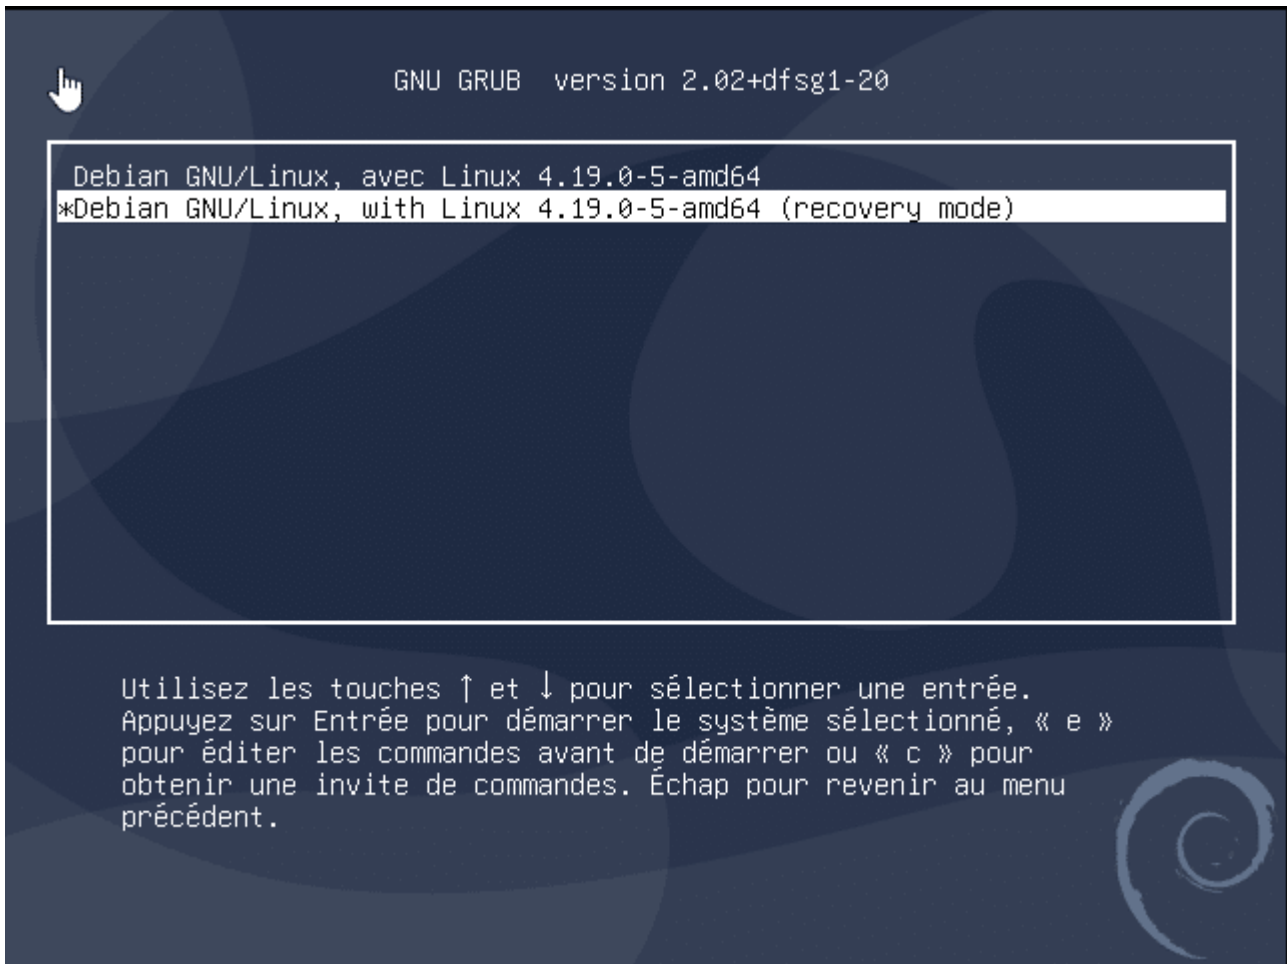 GNU GRUB  version 2.02+dfsg1-20
Debian GNU/Linux, avec Linux 4.19.0-5-amd64
*Debian GNU/Linux, with Linux 4.19.0-5-amd64 (recovery mode)
Utilisez les touches ↑ et ↓ pour sélectionner une entrée.
Appuyez sur Entrée pour démarrer le système sélectionné, « e »
pour éditer les commandes avant de démarrer ou « c » pour
obtenir une invite de commandes. Échap pour revenir au menu
précédent.